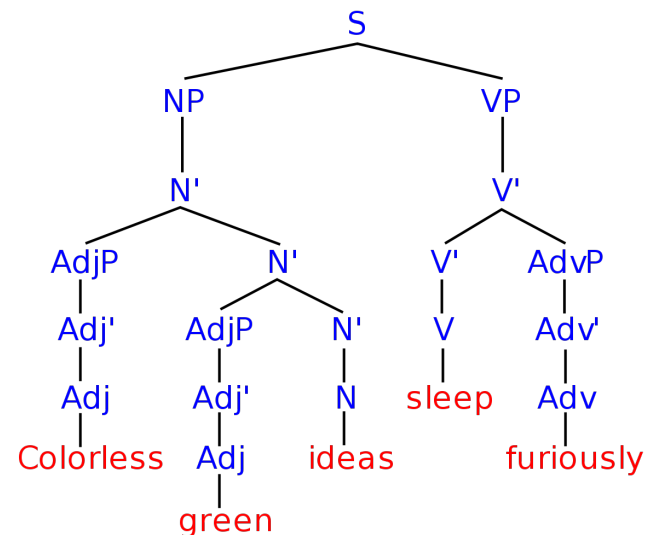 S
NP VP
N' V'
AdjP N' V' AdvP
Adj' AdjP N' V Adv'
Adj Adj' N sleep Adv
Colorless Adj ideas furiously
green